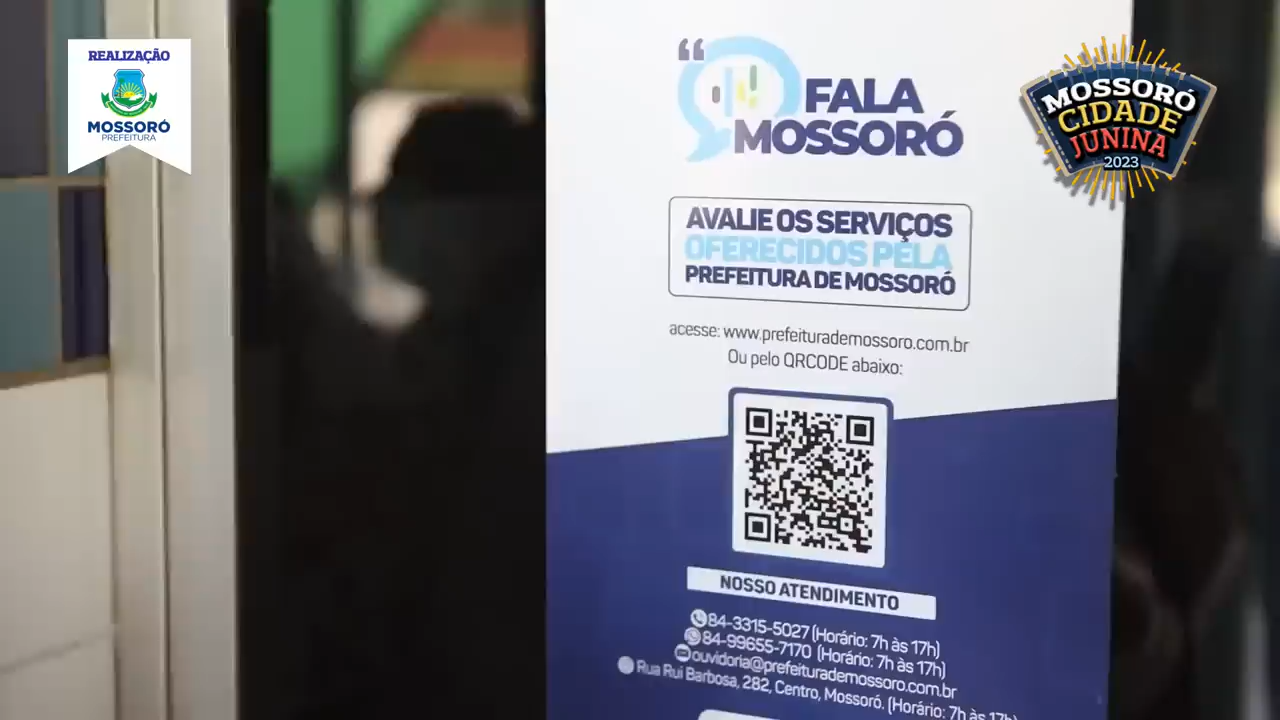 REALIZAÇÃO
MOSSORÓ
PREFEITURA
MOSSORÓ
CIDADE
JUNINA
2023
“
FALA
MOSSORÓ
AVALIE OS SERVIÇOS
OFERECIDOS PELA
PREFEITURA DE MOSSORÓ
acesse: www.prefeiturademossoro.com.br
Ou pelo QRCODE abaixo:
NOSSO ATENDIMENTO
84-3315-5027 (Horário: 7h às 17h)
84-99655-7170 (Horário: 7h às 17h)
ouvidoria@prefeiturademossoro.com.br
Rua Rui Barbosa, 282, Centro, Mossoró. (Horário: 7h às 17h)